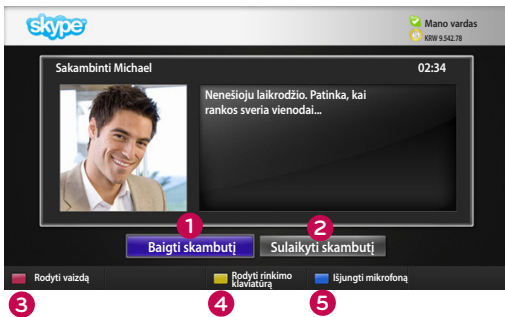 skype
Mano vardas
KRW 9.542.78
Sakambinti Michael
02:34
Nenešioju laikrodžio. Patinka, kai
rankos sveria vienodai...
1
2
Baigti skambutį
Sulaikyti skambutį
Rodyti vaizdą
Rodyti rinkimo
klaviatūrą
Išjungti mikrofoną
3
4
5